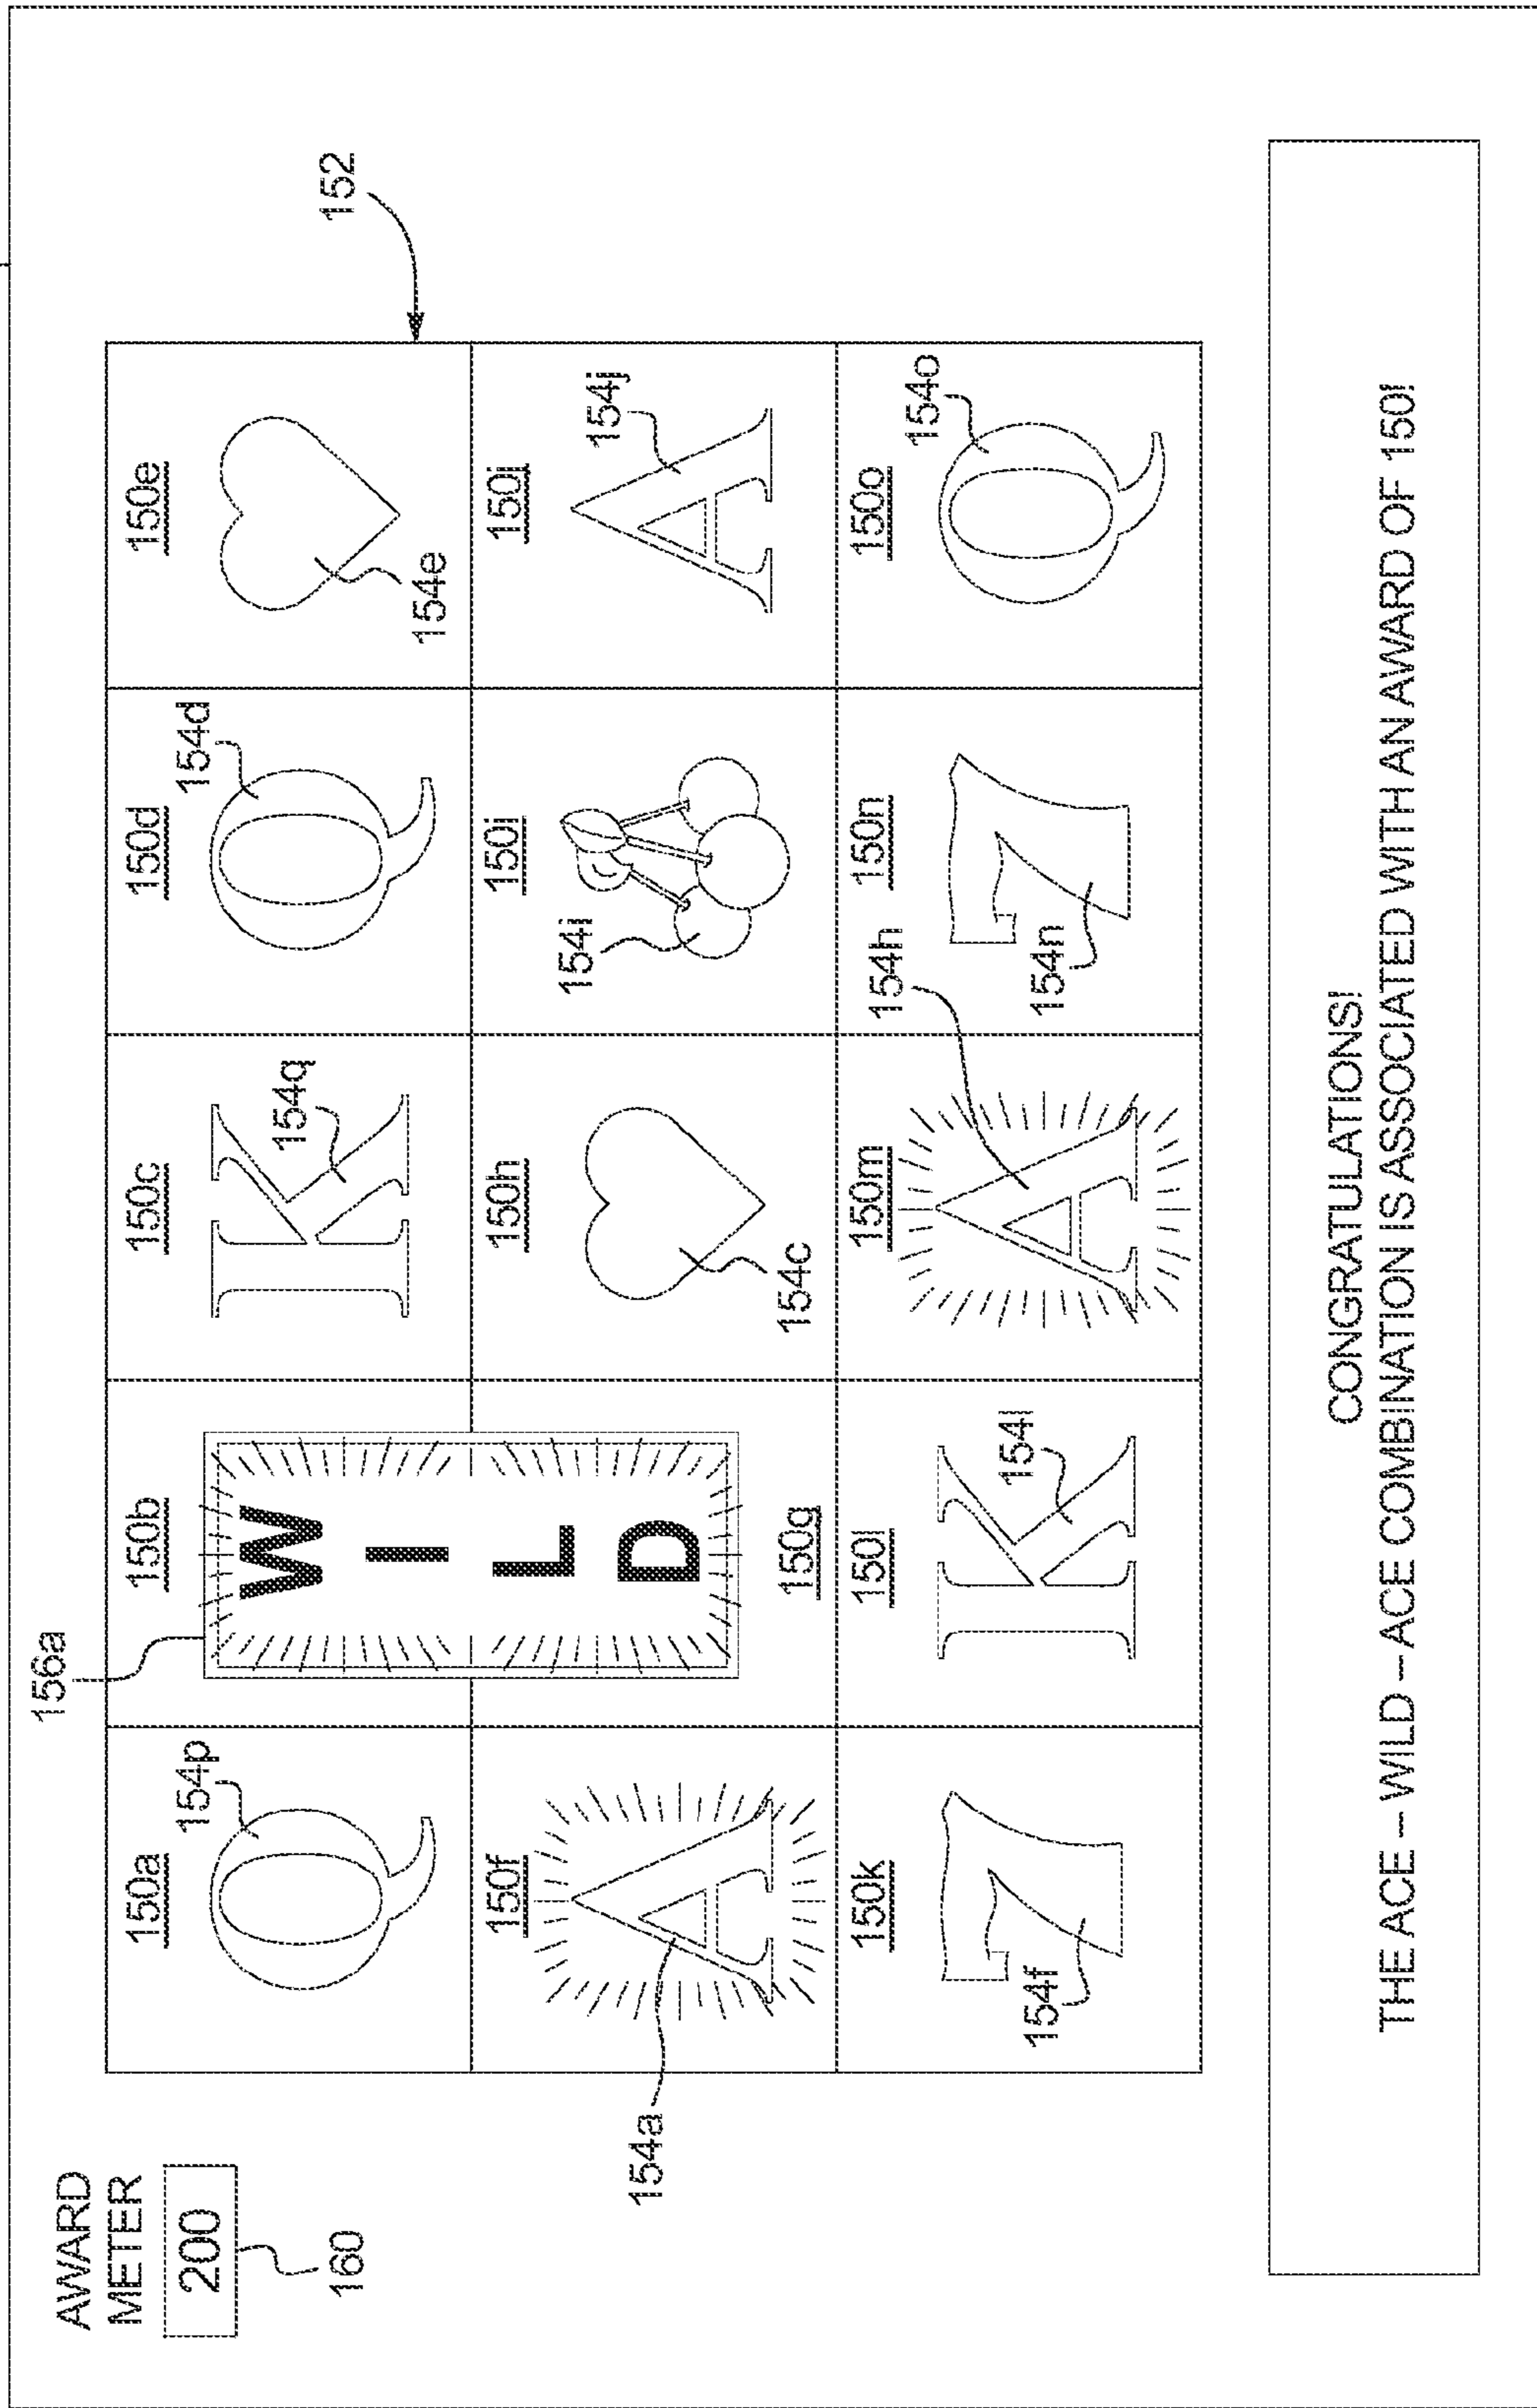 AWARD
METER
200
160
156a
152
150a
Q
154p
150b
W
I
L
D
150c
K
154q
150d
Q
154d
150e
154e
150f
A
154a
150g
150h
154c
150i
154i
150j
A
154j
150k
7
154f
150l
K
154l
150m
A
154h
150n
7
154n
150o
Q
154o
CONGRATULATIONS!
THE ACE – WILD – ACE COMBINATION IS ASSOCIATED WITH AN AWARD OF 150!